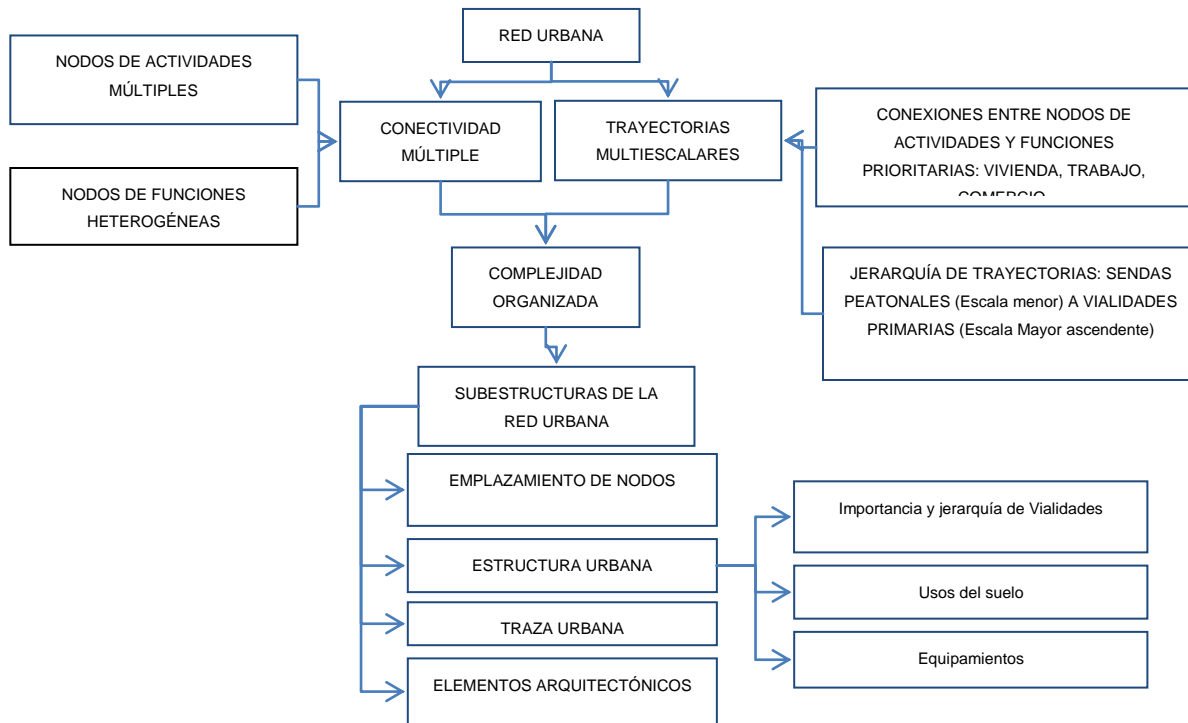 RED URBANA
NODOS DE ACTIVIDADES
MÚLTIPLES
CONECTIVIDAD
MÚLTIPLE
TRAYECTORIAS
MULTIESCALARES
CONEXIONES ENTRE NODOS DE
ACTIVIDADES Y FUNCIONES
PRIORITARIAS: VIVIENDA, TRABAJO,
NODOS DE FUNCIONES
HETEROGÉNEAS
COMPLEJIDAD
ORGANIZADA
JERARQUÍA DE TRAYECTORIAS: SENDAS
PEATONALES (Escala menor) A VIALIDADES
PRIMARIAS (Escala Mayor ascendente)
SUBESTRUCTURAS DE LA
RED URBANA
EMPLAZAMIENTO DE NODOS
ESTRUCTURA URBANA
TRAZA URBANA
ELEMENTOS ARQUITECTÓNICOS
Importancia y jerarquía de Vialidades
Usos del suelo
Equipamientos